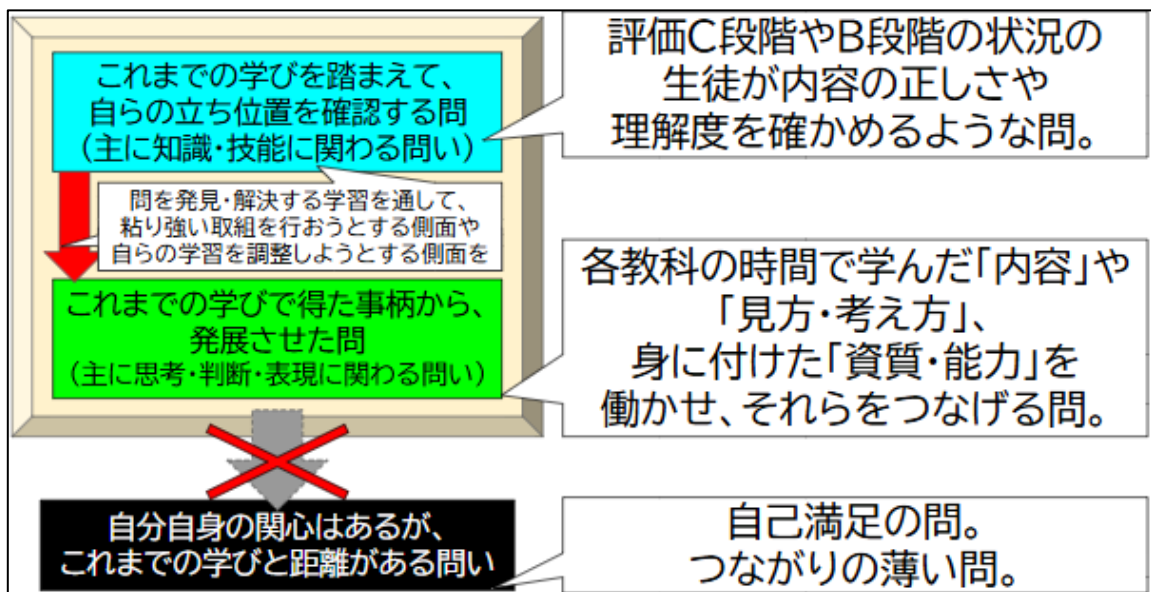 これまでの学びを踏まえて、
自らの立ち位置を確認する問
（主に知識・技能に関わる問い）
評価C段階やB段階の状況の
生徒が内容の正しさや
理解度を確かめるような問。
問を発見・解決する学習を通して、
粘り強い取組を行おうとする側面や
自らの学習を調整しようとする側面を
これまでの学びで得た事柄から、
発展させた問
（主に思考・判断・表現に関わる問い）
各教科の時間で学んだ「内容」や
「見方・考え方」、
身に付けた「資質・能力」を
働かせ、それらをつなげる問。
自分自身の関心はあるが、
これまでの学びと距離がある問い
自己満足の問。
つながりの薄い問。